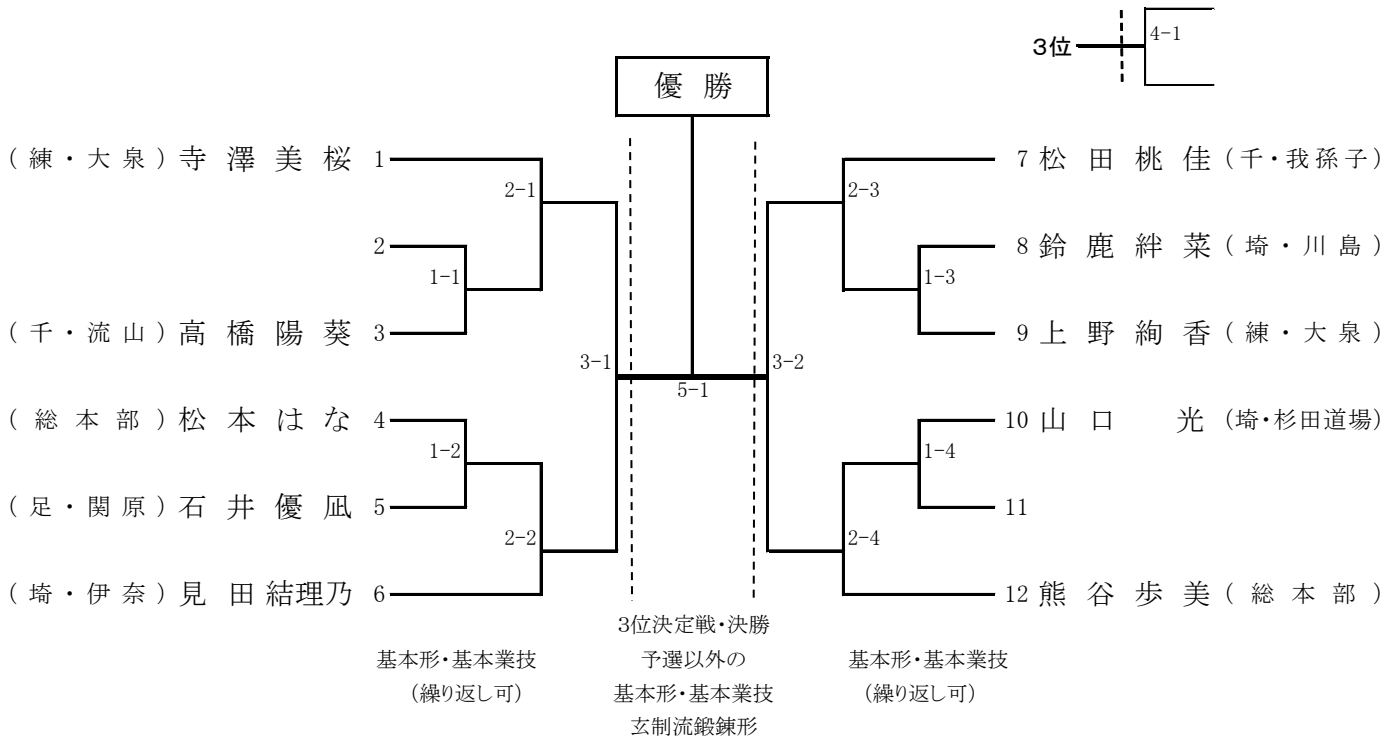 3位 4-1
優勝
(練・大泉) 寺澤美桜 1
2-1
2
1-1
(千・流山) 高橋陽葵 3
3-1
(総本部) 松本はな 4
1-2
(足・関原) 石井優凪 5
2-2
(埼・伊奈) 見田結理乃 6
5-1
7 松田桃佳 (千・我孫子)
2-3
8 鈴鹿絆菜 (埼・川島)
1-3
9 上野絢香 (練・大泉)
3-2
10 山口光 (埼・杉田道場)
1-4
11
2-4
12 熊谷歩美 (総本部)
基本形・基本業技
(繰り返し可)
3位決定戦・決勝
予選以外の
基本形・基本業技
玄制流鍛錬形
基本形・基本業技
(繰り返し可)